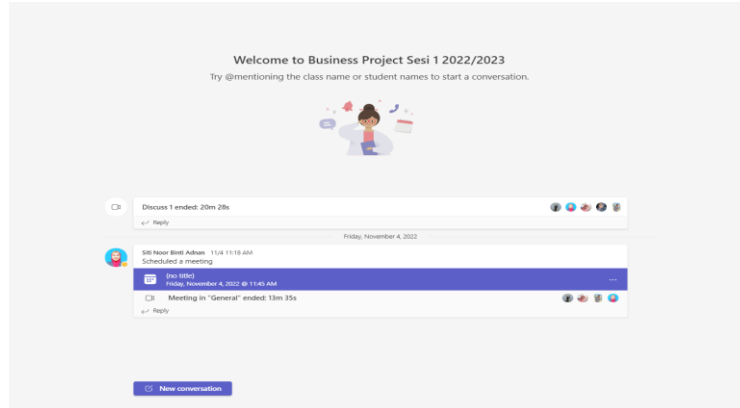 Welcome to Business Project Sesi 1 2022/2023
Try @mentioning the class name or student names to start a conversation.
Discuss 1 ended: 20m 28s
Reply
Friday, November 4, 2022
Siti Noor Binti Adnan 11/4 11:18 AM
Scheduled a meeting
(no title)
Friday, November 4, 2022 @ 11:45 AM
Meeting in "General" ended: 13m 35s
Reply
New conversation